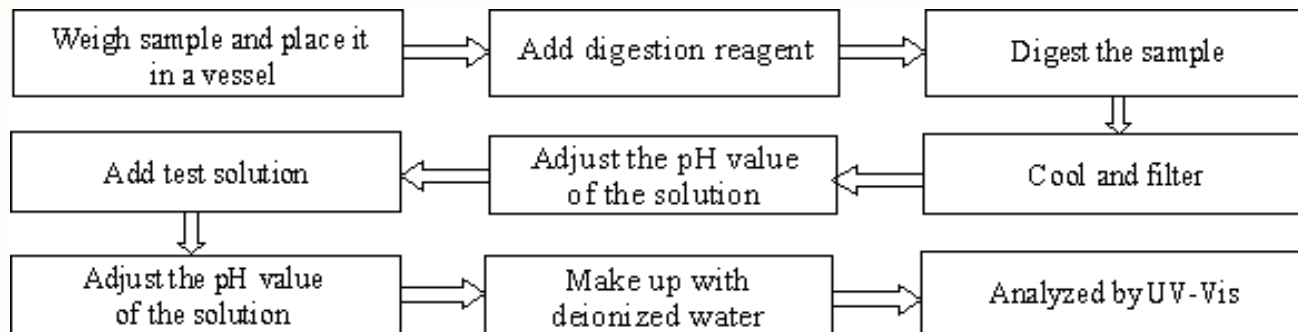 Weigh sample and place it
in a vessel
Add digestion reagent
Digest the sample
Cool and filter
Adjust the pH value
of the solution
Add test solution
Adjust the pH value
of the solution
Make up with
deionized water
Analyzed by UV-Vis